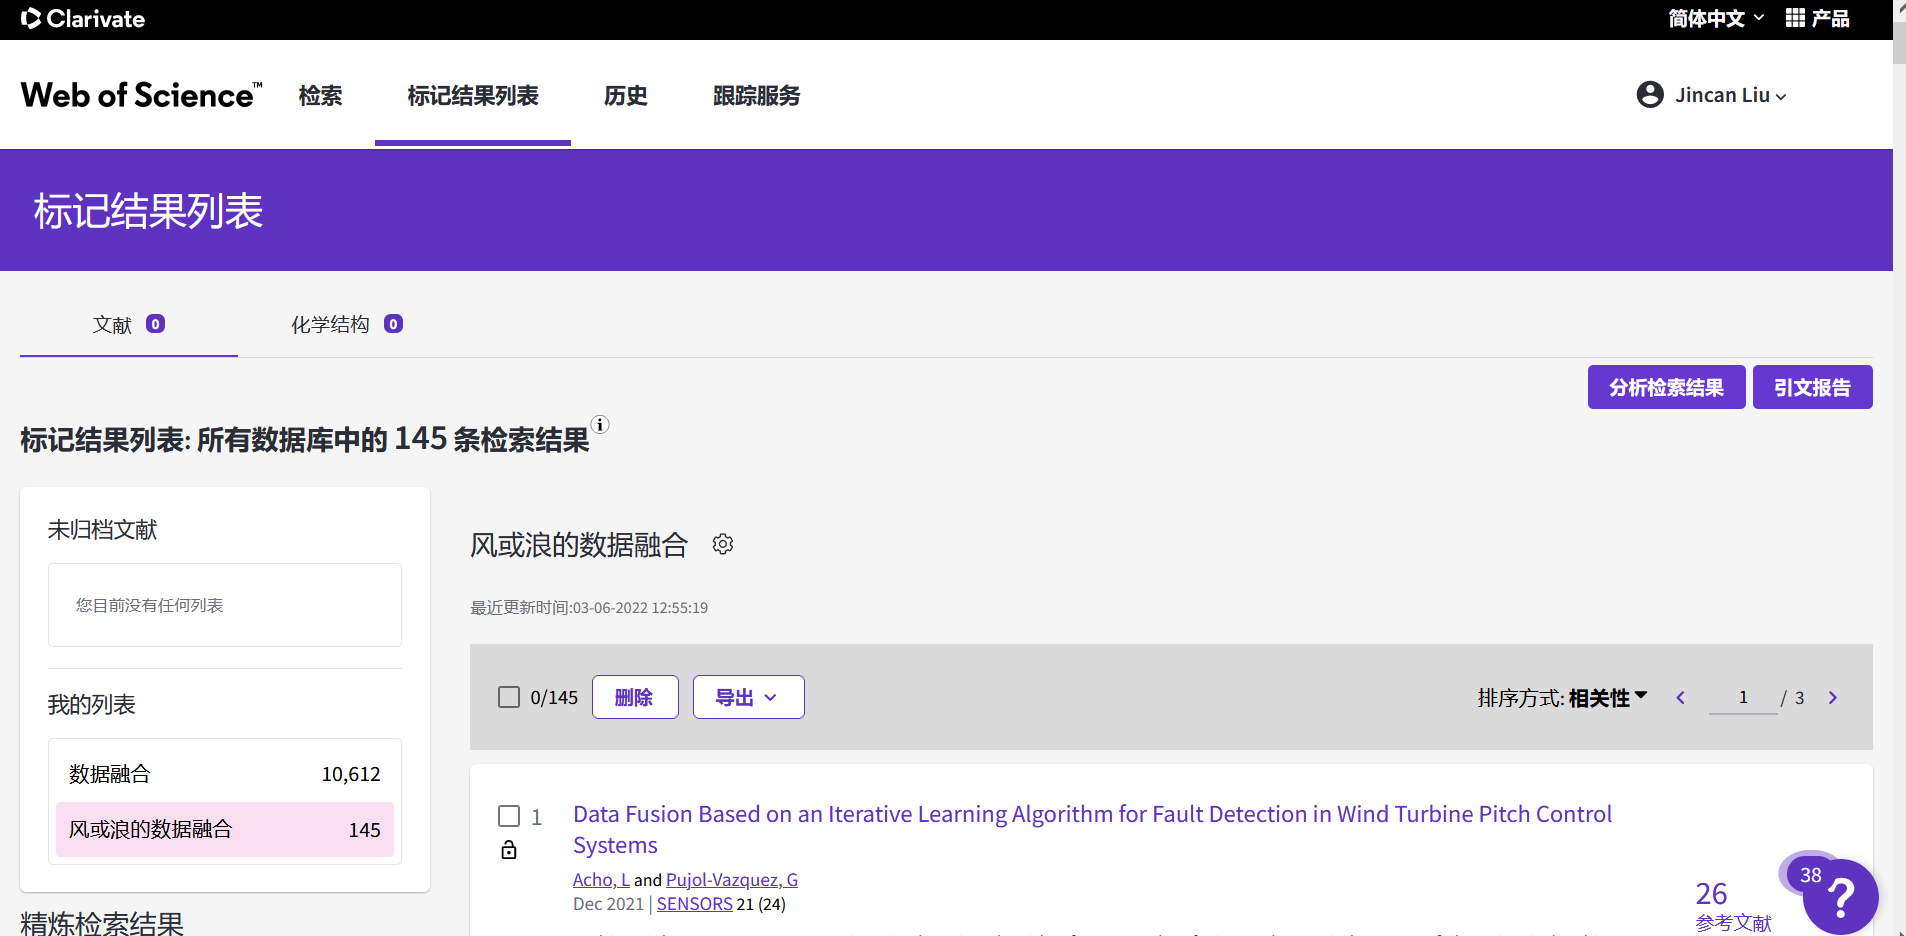 Clarivate
简体中文
产品
Web of Science™
检索
标记结果列表
历史
跟踪服务
Jincan Liu
标记结果列表
文献 0
化学结构 0
分析检索结果
引文报告
标记结果列表: 所有数据库中的 145 条检索结果
未归档文献
您目前没有任何列表
我的列表
数据融合 10,612
风或浪的数据融合 145
精炼检索结果
风或浪的数据融合
最近更新时间:03-06-2022 12:55:19
0/145
删除
导出
排序方式: 相关性
1 / 3
1
Data Fusion Based on an Iterative Learning Algorithm for Fault Detection in Wind Turbine Pitch Control
Systems
Acho, L and Pujol-Vazquez, G
Dec 2021 | SENSORS 21 (24)
26
参考文献
38
?